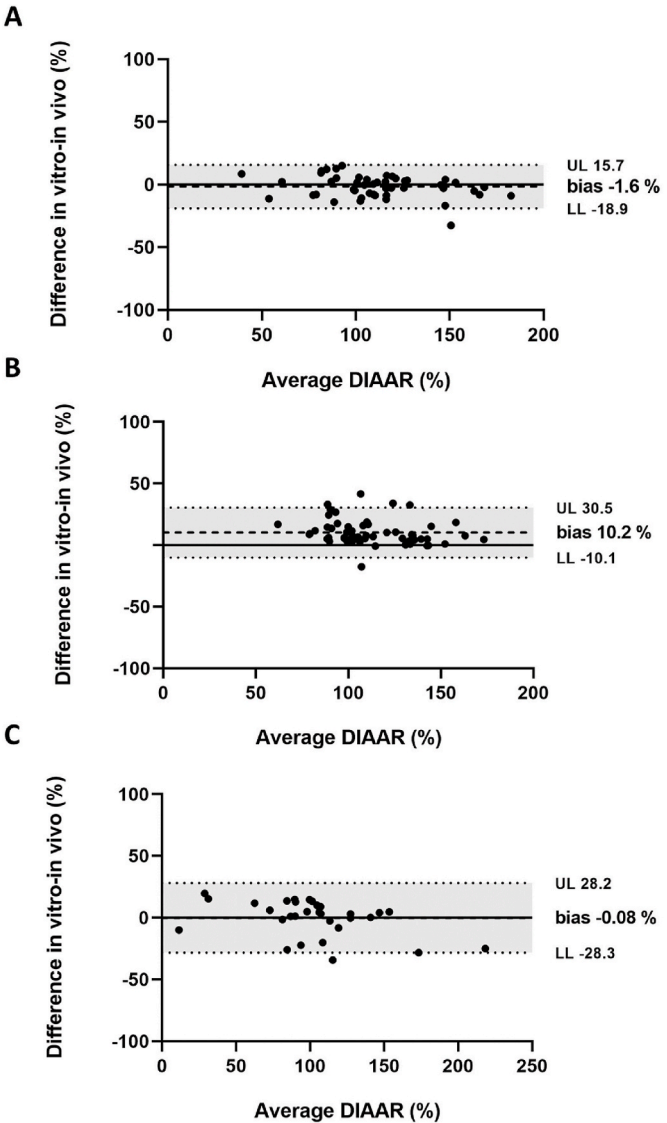 A
Difference in vitro-in vivo (%)
100
50
0
-50
-100
UL 15.7
bias -1.6 %
LL -18.9
0 50 100 150 200
Average DIAAR (%)
B
Difference in vitro-in vivo (%)
100
50
-50
-100
UL 30.5
bias 10.2 %
LL -10.1
0 50 100 150 200
Average DIAAR (%)
C
Difference in vitro-in vivo (%)
100
50
0
-50
-100
UL 28.2
bias -0.08 %
LL -28.3
0 50 100 150 200 250
Average DIAAR (%)